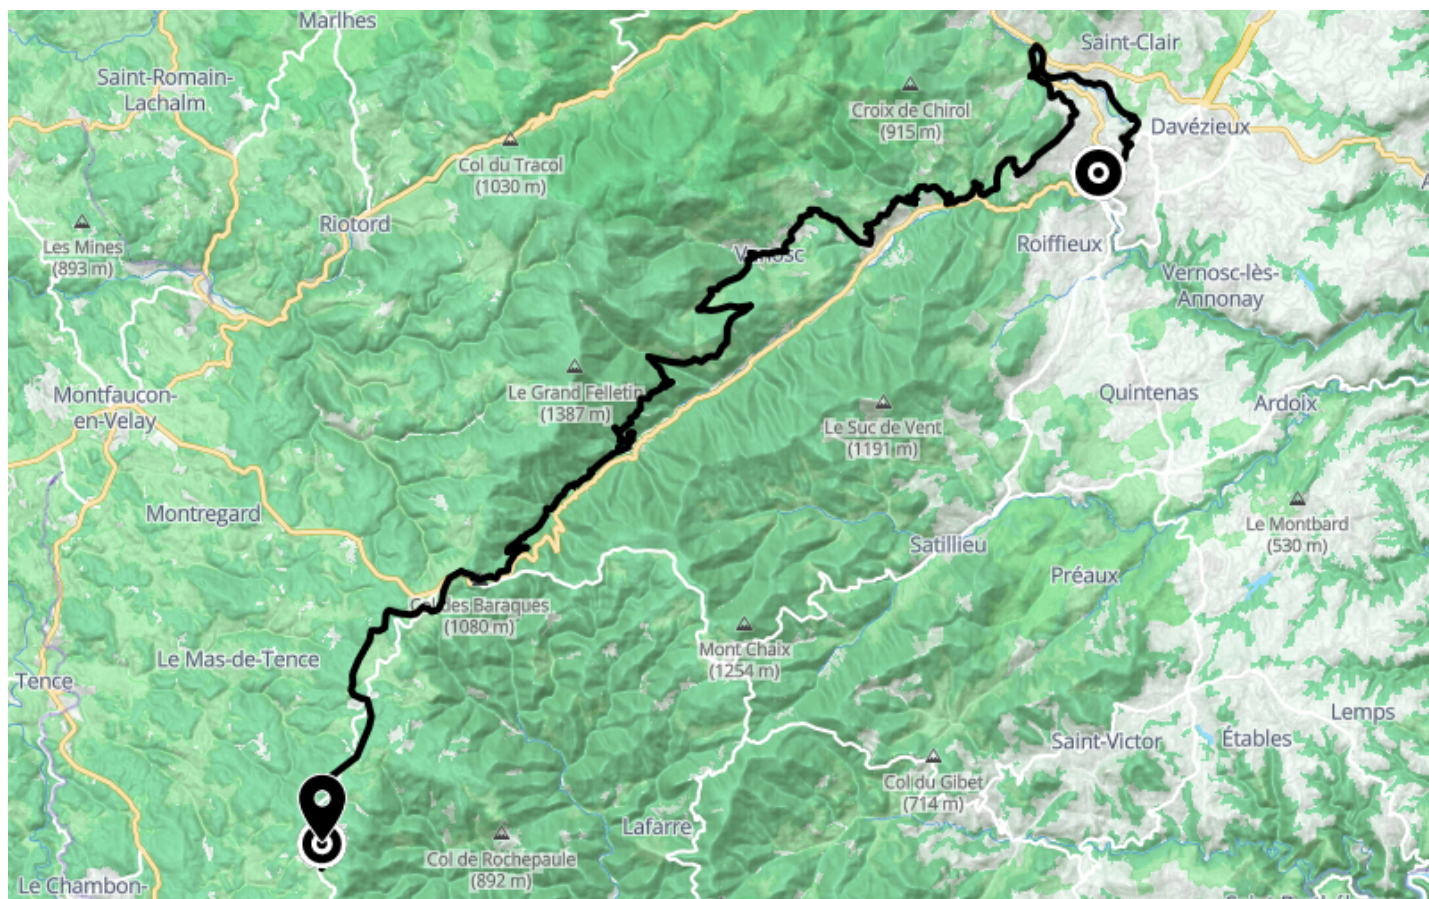 Marlhes
Saint-Clair
Saint-Romain-
Lachalm
Croix de Chirol
(915 m)
Davézieux
Col du Tracol
(1030 m)
Riotord
Les Mines
(893 m)
Roiffieux
Vernosc-lès-
Annonay
Le Grand Felletin
(1387 m)
Montfaucon-
en-Velay
Quintenas
Ardoix
Le Suc de Vent
(1191 m)
Montregard
Le Montbard
(530 m)
Satillieu
Préaux
Col des Baraques
(1080 m)
Le Mas-de-Tence
Mont Chaix
(1254 m)
Tence
Lemps
Saint-Victor
Étables
Col du Gibet
(714 m)
Lafarre
Col de Rochepaule
(892 m)
Le Chambon-